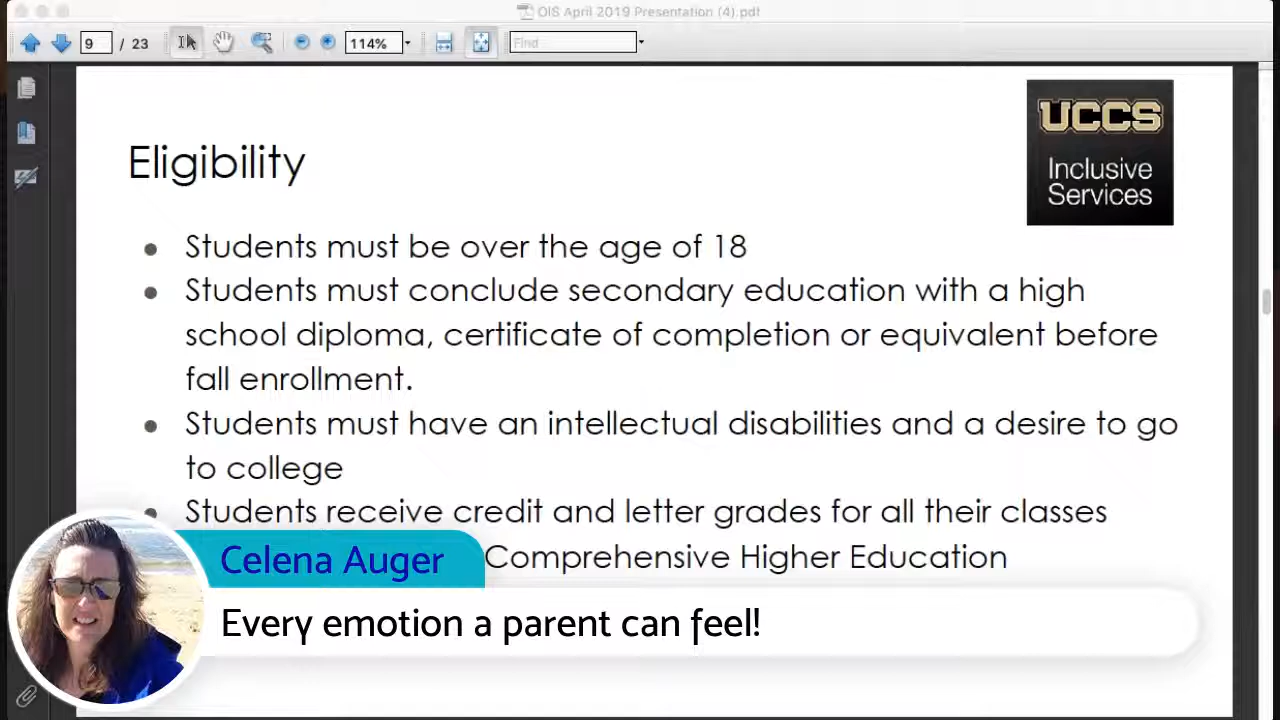 OIS April 2019 Presentation (4).pdf
9 / 23
114%
Find
UCCS
Inclusive
Services
Eligibility
Students must be over the age of 18
Students must conclude secondary education with a high
school diploma, certificate of completion or equivalent before
fall enrollment.
Students must have an intellectual disabilities and a desire to go
to college
Students receive credit and letter grades for all their classes
Comprehensive Higher Education
Celena Auger
Every emotion a parent can feel!